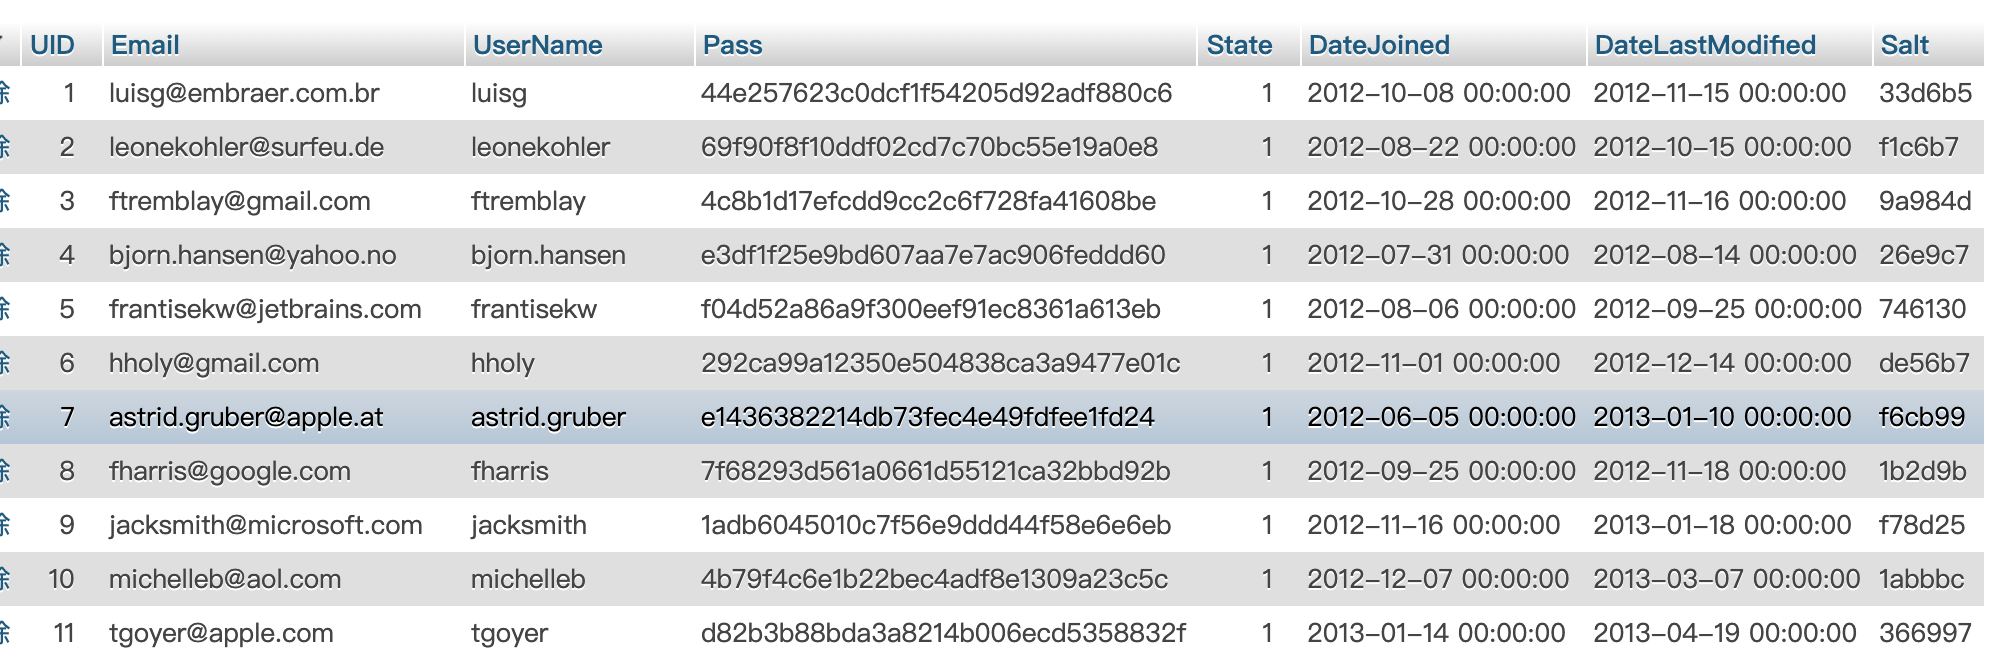 UID Email UserName Pass State DateJoined DateLastModified Salt
1 luisg@embraer.com.br luisg 44e257623c0dcf1f54205d92adf880c6 1 2012-10-08 00:00:00 2012-11-15 00:00:00 33d6b5
除 2 leonekohler@surfeu.de leonekohler 69f90f8f10ddf02cd7c70bc55e19a0e8 1 2012-08-22 00:00:00 2012-10-15 00:00:00 f1c6b7
除 3 ftremblay@gmail.com ftremblay 4c8b1d17efcdd9cc2c6f728fa41608be 1 2012-10-28 00:00:00 2012-11-16 00:00:00 9a984d
除 4 bjorn.hansen@yahoo.no bjorn.hansen e3df1f25e9bd607aa7e7ac906feddd60 1 2012-07-31 00:00:00 2012-08-14 00:00:00 26e9c7
除 5 frantisekw@jetbrains.com frantisekw f04d52a86a9f300eef91ec8361a613eb 1 2012-08-06 00:00:00 2012-09-25 00:00:00 746130
除 6 hholy@gmail.com hholy 292ca99a12350e504838ca3a9477e01c 1 2012-11-01 00:00:00 2012-12-14 00:00:00 de56b7
除 7 astrid.gruber@apple.at astrid.gruber e1436382214db73fec4e49fdfee1fd24 1 2012-06-05 00:00:00 2013-01-10 00:00:00 f6cb99
除 8 fharris@google.com fharris 7f68293d561a0661d55121ca32bbd92b 1 2012-09-25 00:00:00 2012-11-18 00:00:00 1b2d9b
除 9 jacksmith@microsoft.com jacksmith 1adb6045010c7f56e9ddd44f58e6e6eb 1 2012-11-16 00:00:00 2013-01-18 00:00:00 f78d25
除 10 michelleb@aol.com michelleb 4b79f4c6e1b22bec4adf8e1309a23c5c 1 2012-12-07 00:00:00 2013-03-07 00:00:00 1abbbc
除 11 tgoyer@apple.com tgoyer d82b3b88bda3a8214b006ecd5358832f 1 2013-01-14 00:00:00 2013-04-19 00:00:00 366997